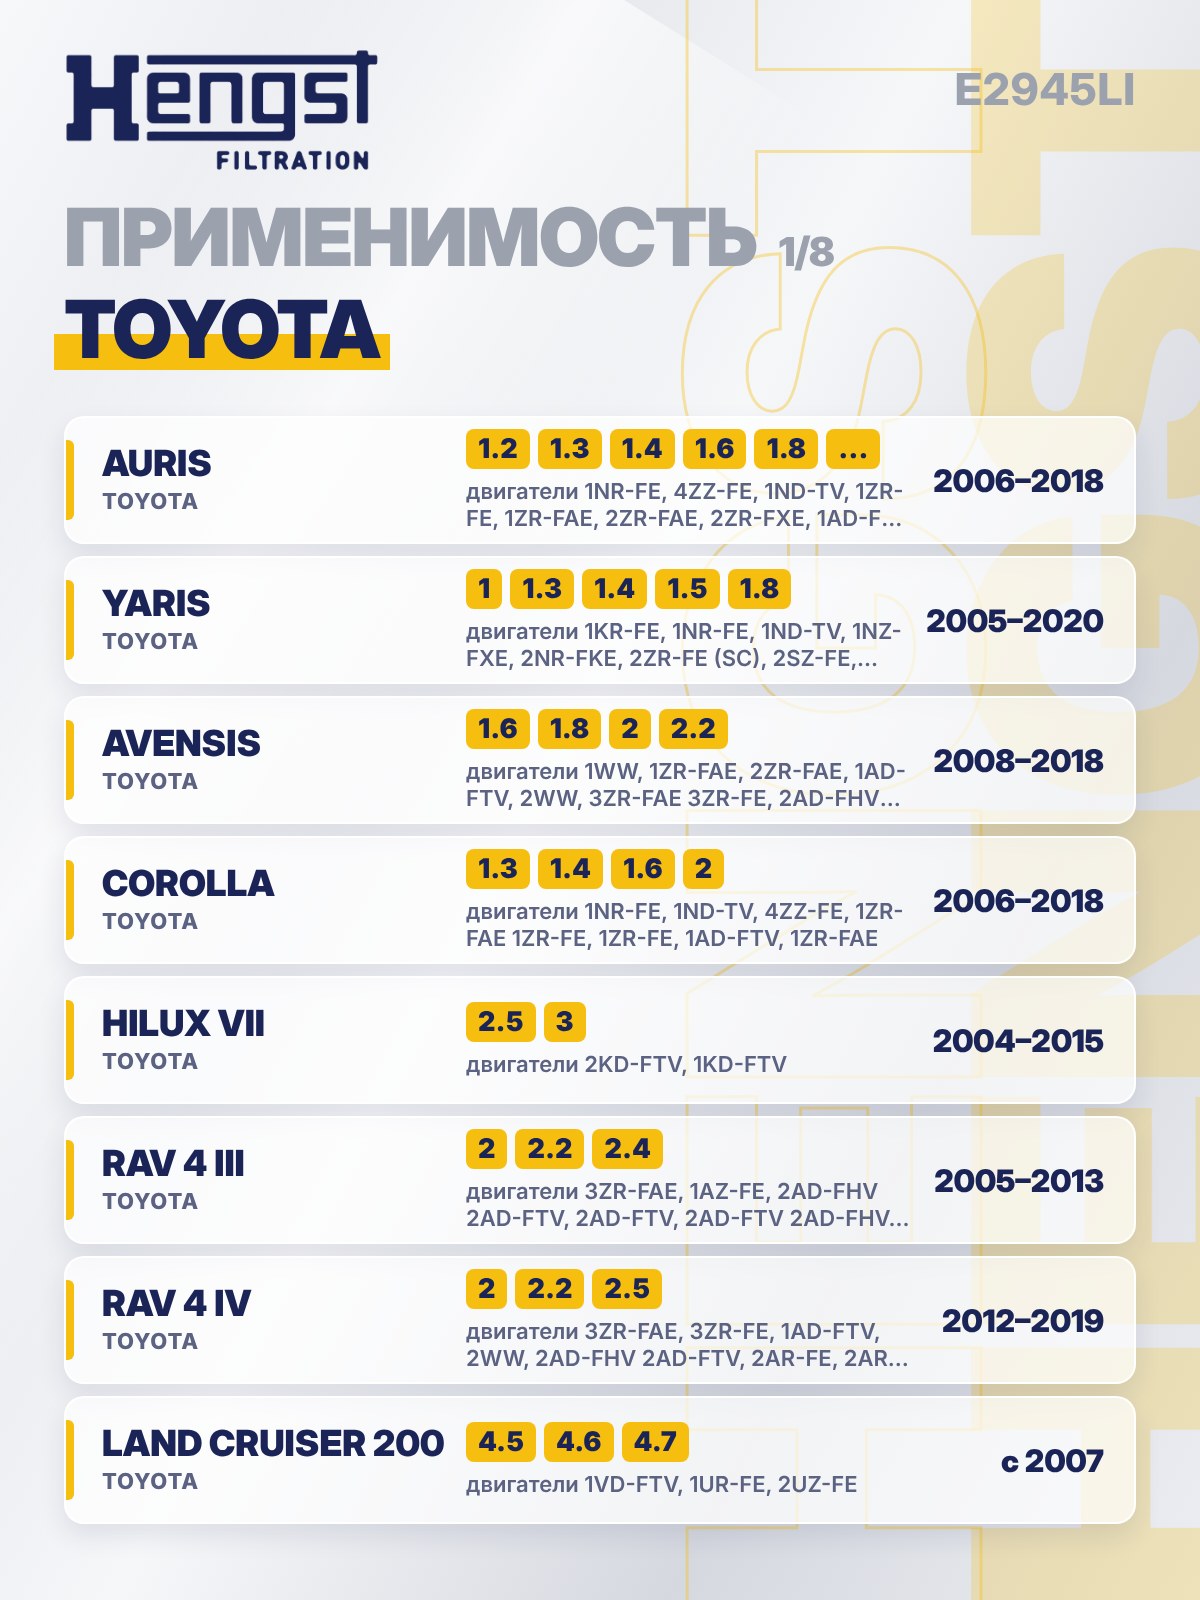 Hengst
FILTRATION
E2945LI
ПРИМЕНИМОСТЬ 1/8
TOYOTA
AURIS
TOYOTA
1.2 1.3 1.4 1.6 1.8 ...
двигатели 1NR-FE, 4ZZ-FE, 1ND-TV, 1ZR-
FE, 1ZR-FAE, 2ZR-FAE, 2ZR-FXE, 1AD-F...
2006–2018
YARIS
TOYOTA
1 1.3 1.4 1.5 1.8
двигатели 1KR-FE, 1NR-FE, 1ND-TV, 1NZ-
FXE, 2NR-FKE, 2ZR-FE (SC), 2SZ-FE,...
2005–2020
AVENSIS
TOYOTA
1.6 1.8 2 2.2
двигатели 1WW, 1ZR-FAE, 2ZR-FAE, 1AD-
FTV, 2WW, 3ZR-FAE 3ZR-FE, 2AD-FHV...
2008–2018
COROLLA
TOYOTA
1.3 1.4 1.6 2
двигатели 1NR-FE, 1ND-TV, 4ZZ-FE, 1ZR-
FAE 1ZR-FE, 1ZR-FE, 1AD-FTV, 1ZR-FAE
2006–2018
HILUX VII
TOYOTA
2.5 3
двигатели 2KD-FTV, 1KD-FTV
2004–2015
RAV 4 III
TOYOTA
2 2.2 2.4
двигатели 3ZR-FAE, 1AZ-FE, 2AD-FHV
2AD-FTV, 2AD-FTV, 2AD-FTV 2AD-FHV...
2005–2013
RAV 4 IV
TOYOTA
2 2.2 2.5
двигатели 3ZR-FAE, 3ZR-FE, 1AD-FTV,
2WW, 2AD-FHV 2AD-FTV, 2AR-FE, 2AR...
2012–2019
LAND CRUISER 200
TOYOTA
4.5 4.6 4.7
двигатели 1VD-FTV, 1UR-FE, 2UZ-FE
с 2007
HENGST
HENGST